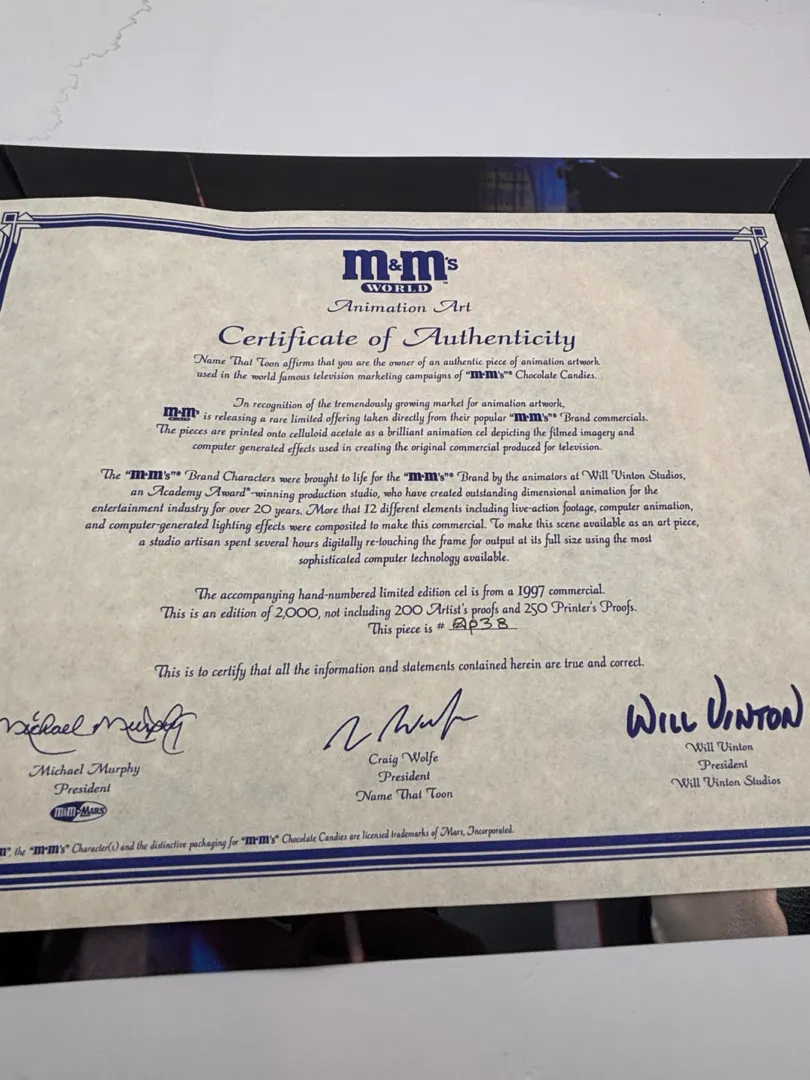 m&m's
WORLD™
Animation Art
Certificate of Authenticity
Name That Toon affirms that you are the owner of an authentic piece of animation artwork
used in the world famous television marketing campaigns of "m&m's"® Chocolate Candies.
In recognition of the tremendously growing market for animation artwork,
m&m® is releasing a rare limited offering taken directly from their popular "m&m's"® Brand commercials.
The pieces are printed onto celluloid acetate as a brilliant animation cel depicting the filmed imagery and
computer generated effects used in creating the original commercial produced for television.
The "m&m's"® Brand Characters were brought to life for the "m&m's"® Brand by the animators at Will Vinton Studios,
an Academy Award®-winning production studio, who have created outstanding dimensional animation for the
entertainment industry for over 20 years. More that 12 different elements including live-action footage, computer animation,
and computer-generated lighting effects were composited to make this commercial. To make this scene available as an art piece,
a studio artisan spent several hours digitally re-touching the frame for output at its full size using the most
sophisticated computer technology available.
The accompanying hand-numbered limited edition cel is from a 1997 commercial.
This is an edition of 2,000, not including 200 Artist's proofs and 250 Printer's Proofs.
This piece is # AP38
This is to certify that all the information and statements contained herein are true and correct.
Michael Murphy
WILL VINTON
Michael Murphy
President
m&m-MARS
Craig Wolfe
President
Name That Toon
Will Vinton
President
Will Vinton Studios
the "m&m's" Character(s) and the distinctive packaging for "m&m's" Chocolate Candies are licensed trademarks of Mars, Incorporated.